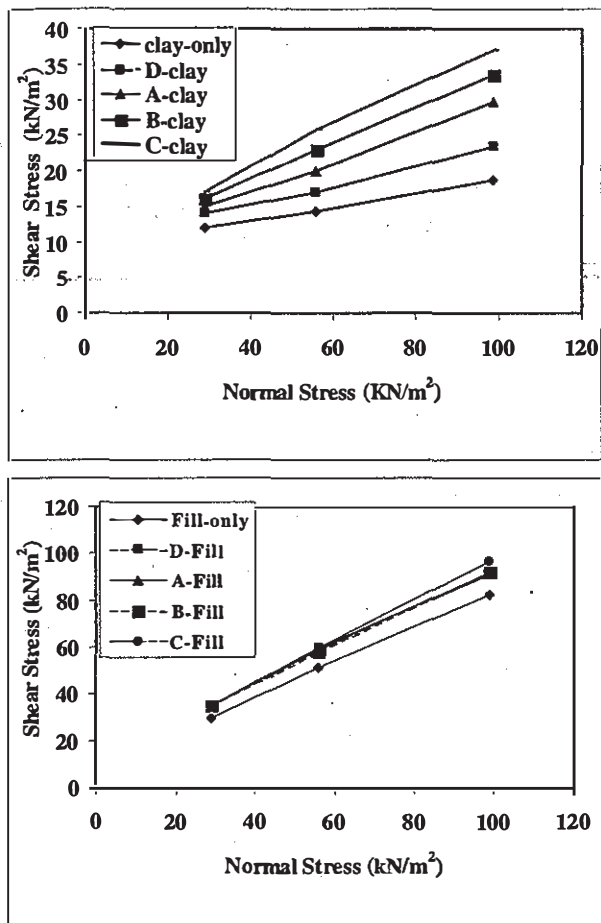 40
35
30
25
20
15
10
5
0
Shear Stress (kN/m²)
clay-only
D-clay
A-clay
B-clay
C-clay
0 20 40 60 80 100 120
Normal Stress (KN/m²)
120
100
80
60
40
20
0
Shear Stress (kN/m²)
Fill-only
D-Fill
A-Fill
B-Fill
C-Fill
0 20 40 60 80 100 120
Normal Stress (kN/m²)